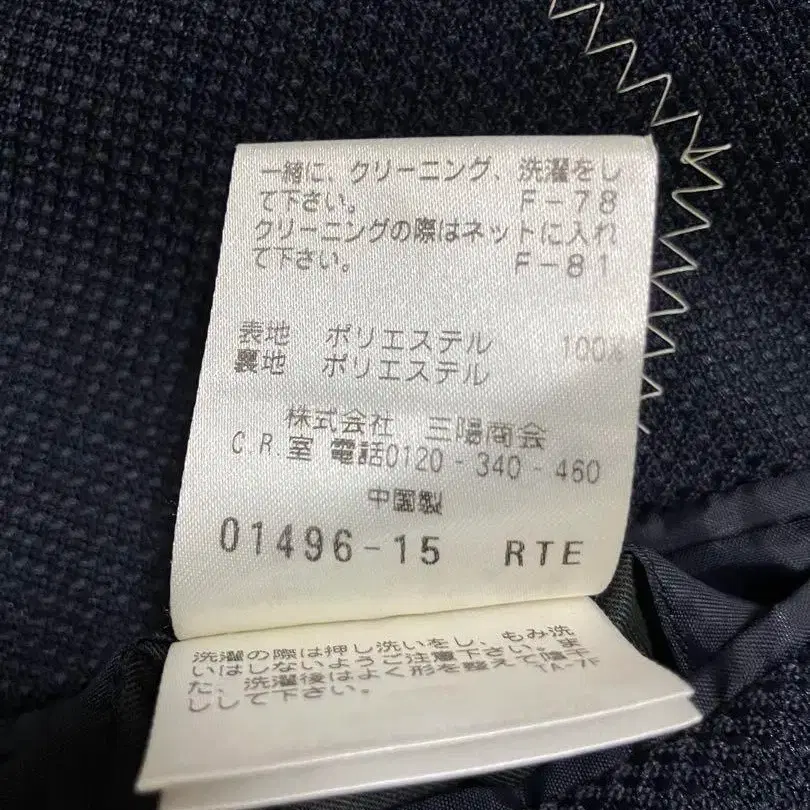 一緒に、クリーニング、洗濯をし
て下さい。 F-78
クリーニングの際はネットに入れ
て下さい。 F-81
表地 ポリエステル 100%
裏地 ポリエステル
株式会社 三陽商会
C.R.室 電話0120-340-460
中国製
01496-15 RTE
洗濯の際は押し洗いをし、もみ洗
いはしないようご注意下さい。ま
た、洗濯後はよく形を整えて陰干
しして下さい。 TA-7F